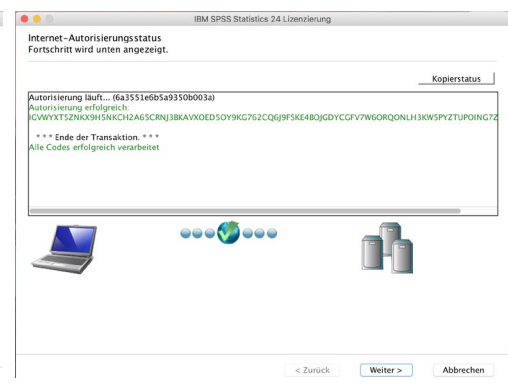 IBM SPSS Statistics 24 Lizenzierung
Internet-Autorisierungsstatus
Fortschritt wird unten angezeigt.
Kopierstatus
Autorisierung läuft... (6a3551e6b5a9350b003a)
Autorisierung erfolgreich:
* * * Ende der Transaktion. * * *
Alle Codes erfolgreich verarbeitet
< Zurück Weiter > Abbrechen